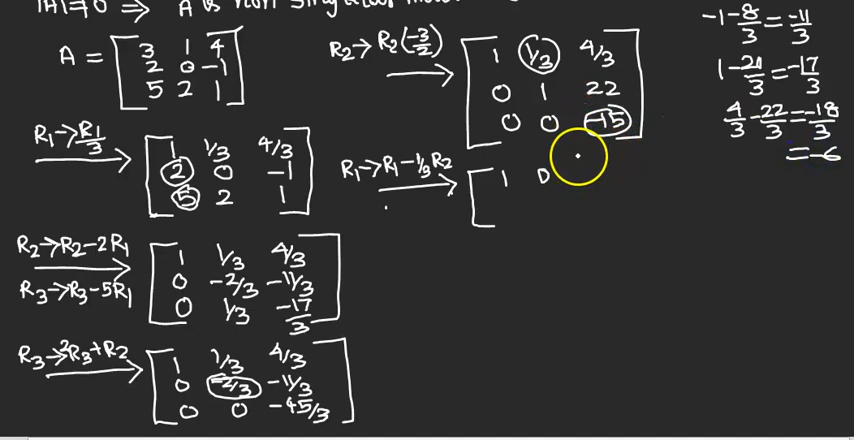 |A|≠0 ⇒ A is non singular
A = [3 1 4
2 0 -1
5 2 1]
R1→R1/3 [1 1/3 4/3
2 0 -1
5 2 1]
R2→R2-2R1
R3→R3-5R1
[1 1/3 4/3
0 -2/3 -11/3
0 1/3 -17/3]
R3→2R3+R2 [1 1/3 4/3
0 -2/3 -11/3
0 0 -45/3]
R2→R2(-3/2) [1 1/3 4/3
0 1 22
0 0 -15]
R1→R1-1/3R2 [1 0
-1-8/3=-11/3
1-20/3=-17/3
4/3-22/3=-18/3
=-6